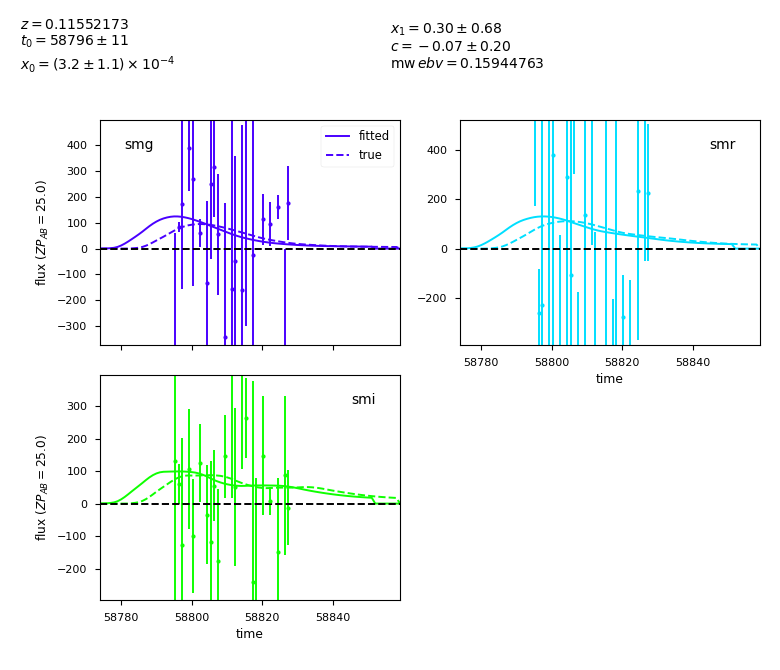 z = 0.11552173
t₀ = 58796 ± 11
x₀ = (3.2 ± 1.1) × 10⁻⁴
x₁ = 0.30 ± 0.68
c = −0.07 ± 0.20
mw ebv = 0.15944763
smg
fitted
true
400
300
200
100
0
−100
−200
−300
flux (ZP_AB = 25.0)
smr
400
200
0
−200
58780 58800 58820 58840
time
smi
300
200
100
0
−100
−200
flux (ZP_AB = 25.0)
58780 58800 58820 58840
time